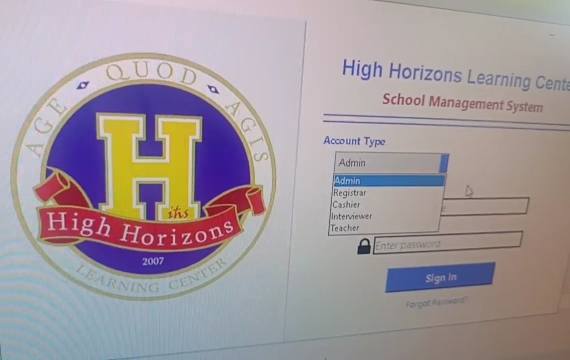 AGE QUOD AGIS
H
ihs
High Horizons
2007
LEARNING CENTER
High Horizons Learning Cente
School Management System
Account Type
Admin
Admin
Registrar
Cashier
Interviewer
Teacher
Enter password
Sign In
Forgot Password?